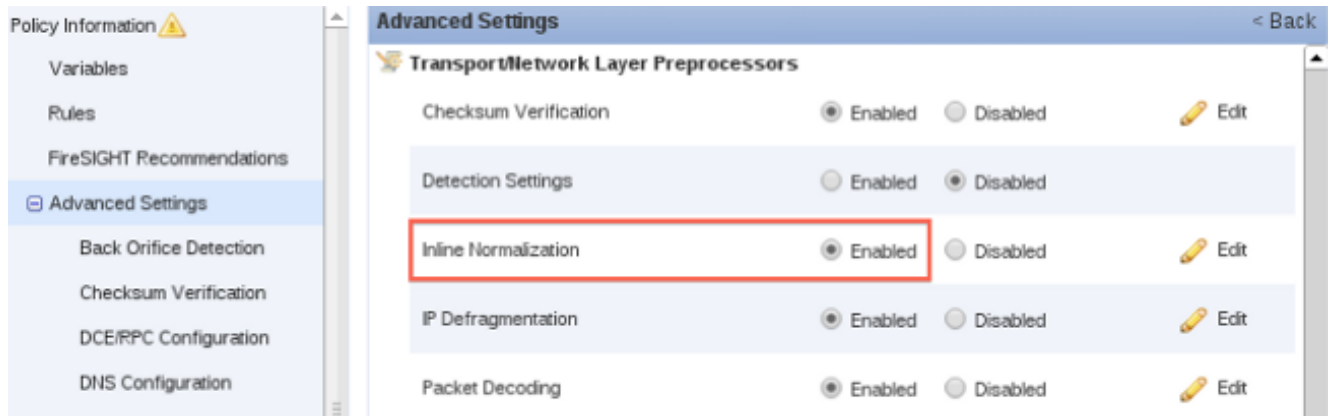 Policy Information
Variables
Rules
FireSIGHT Recommendations
Advanced Settings
Back Orifice Detection
Checksum Verification
DCE/RPC Configuration
DNS Configuration
Advanced Settings < Back
Transport/Network Layer Preprocessors
Checksum Verification Enabled Disabled Edit
Detection Settings Enabled Disabled
Inline Normalization Enabled Disabled Edit
IP Defragmentation Enabled Disabled Edit
Packet Decoding Enabled Disabled Edit